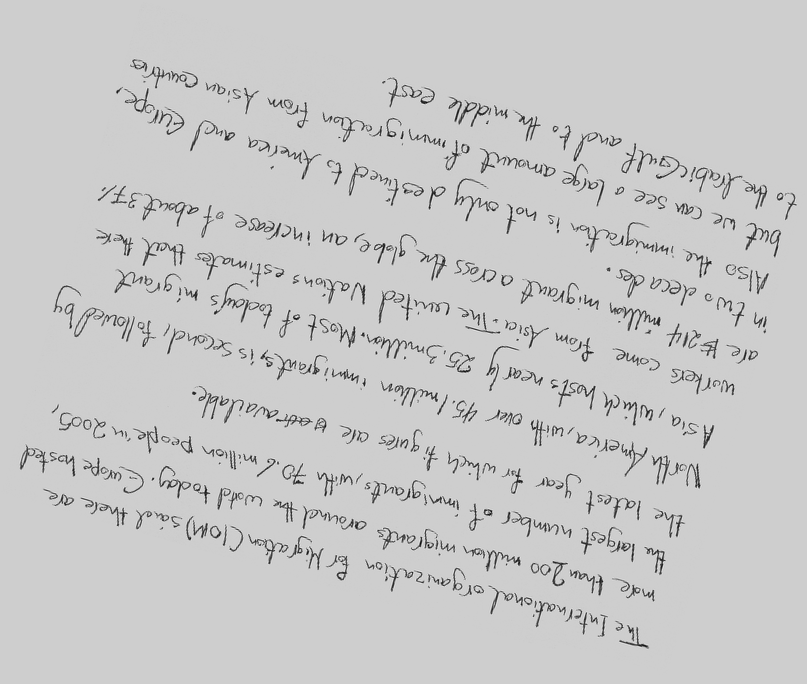 The International organization for Migration (IOM) said there are
more than 200 million migrants around the world today. Europe hosted
the largest number of immigrants, with 70.6 million people in 2005,
the latest year for which figures are available.
North America, with over 45.1 million immigrants, is second, followed by
Asia, which hosts nearly 25.3 million. Most of today's migrant
workers come from Asia. The United Nations estimates that there
are 214 million migrant across the globe, an increase of about 37%
in two decades.
Also the immigration is not only destined to America and Europe,
but we can see a large amount of immigraction from Asian countries
to the Arabic Gulf and to the middle east.